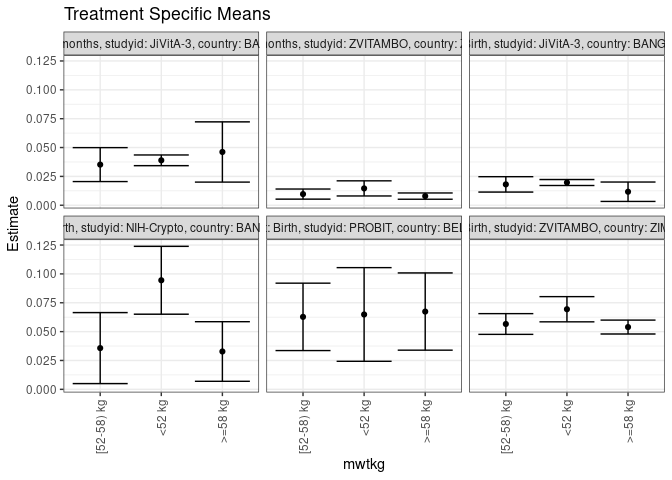 Treatment Specific Means
months, studyid: JiVitA-3, country: BA
onths, studyid: ZVITAMBO, country: Z
Birth, studyid: JiVitA-3, country: BANG
0.125
0.100
0.075
0.050
0.025
0.000
rth, studyid: NIH-Crypto, country: BAN
: Birth, studyid: PROBIT, country: BEL
Birth, studyid: ZVITAMBO, country: ZIM
0.125
0.100
0.075
0.050
0.025
0.000
Estimate
[52-58) kg
<52 kg
>=58 kg
[52-58) kg
<52 kg
>=58 kg
[52-58) kg
<52 kg
>=58 kg
mwtkg